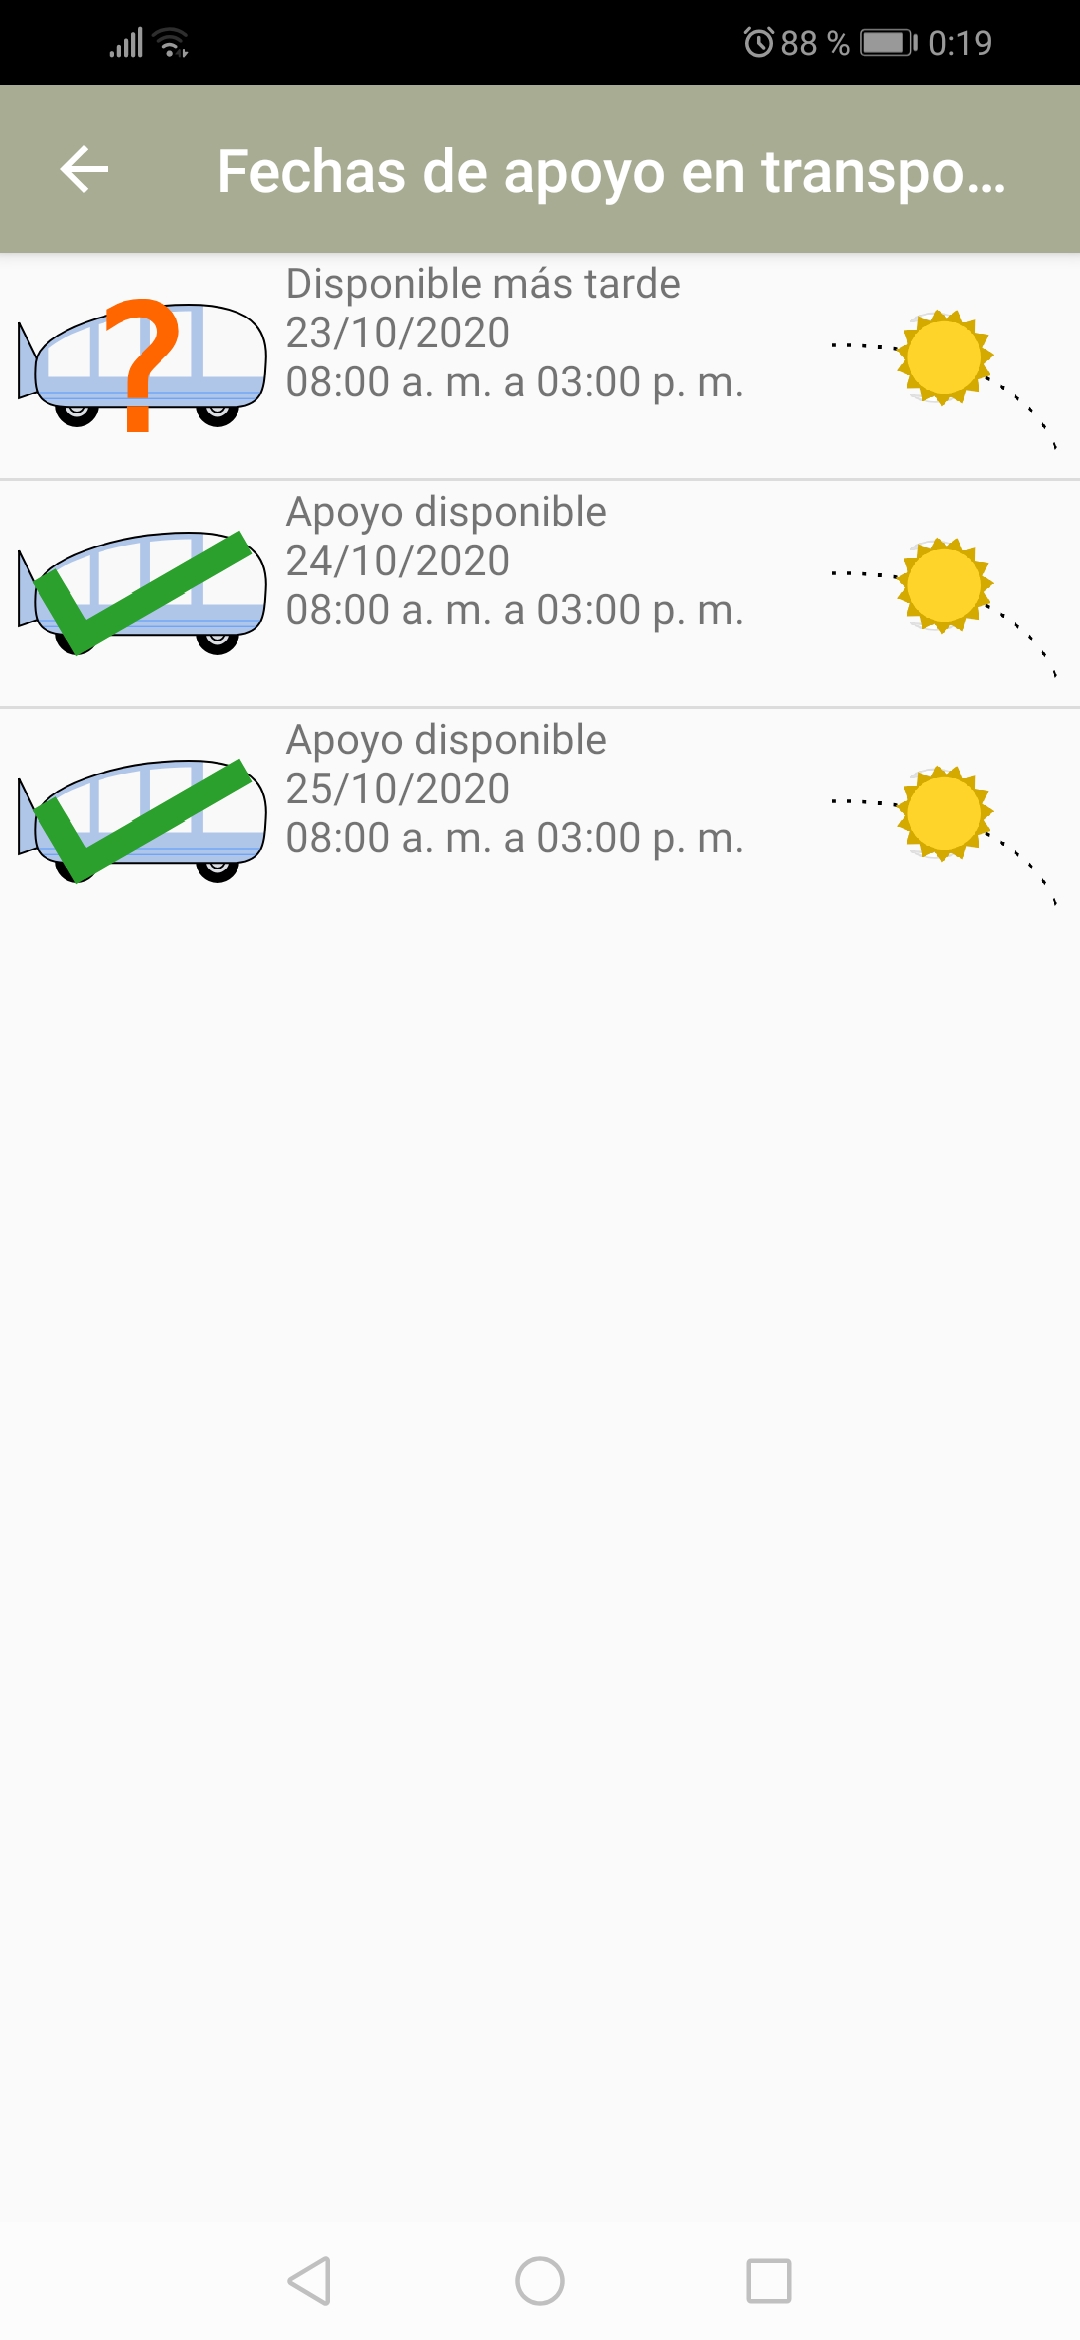 88 % 0:19
Fechas de apoyo en transpo...
Disponible más tarde
23/10/2020
08:00 a. m. a 03:00 p. m.
?
Apoyo disponible
24/10/2020
08:00 a. m. a 03:00 p. m.
Apoyo disponible
25/10/2020
08:00 a. m. a 03:00 p. m.